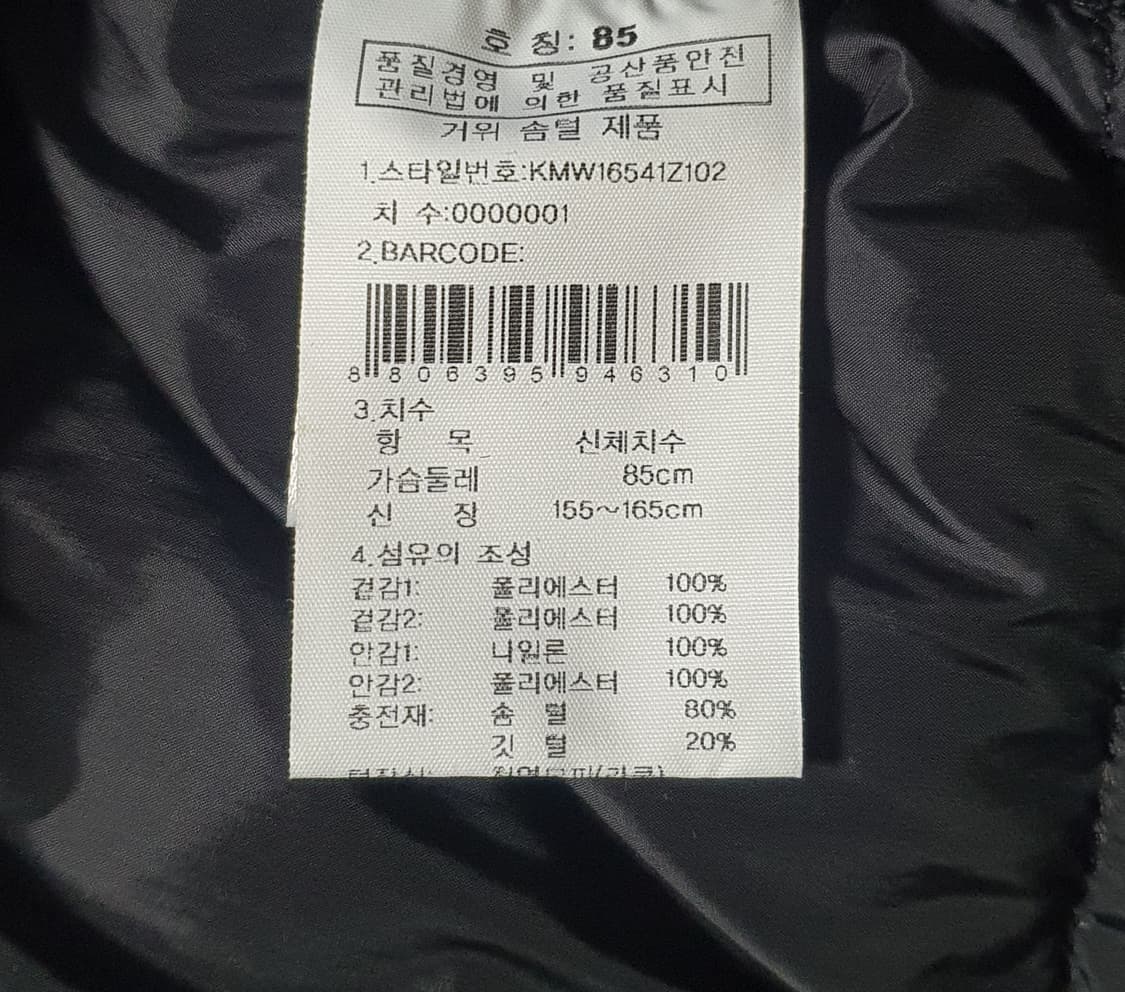 호 칭: 85
품질경영 및 공산품안전
관리법에 의한 품질표시
거위 솜털 제품
1.스타일번호:KMW16541Z102
치 수:0000001
2.BARCODE:
8 806395 946310
3.치수
항 목 신체치수
가슴둘레 85cm
신 장 155~165cm
4.섬유의 조성
겉감1: 폴리에스터 100%
겉감2: 폴리에스터 100%
안감1: 나일론 100%
안감2: 폴리에스터 100%
충전재: 솜 털 80%
깃 털 20%